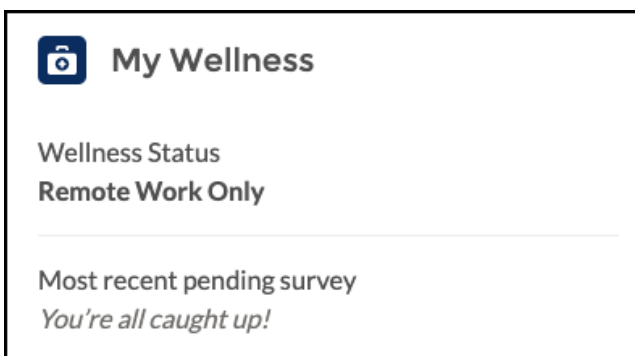 My Wellness
Wellness Status
Remote Work Only
Most recent pending survey
You're all caught up!